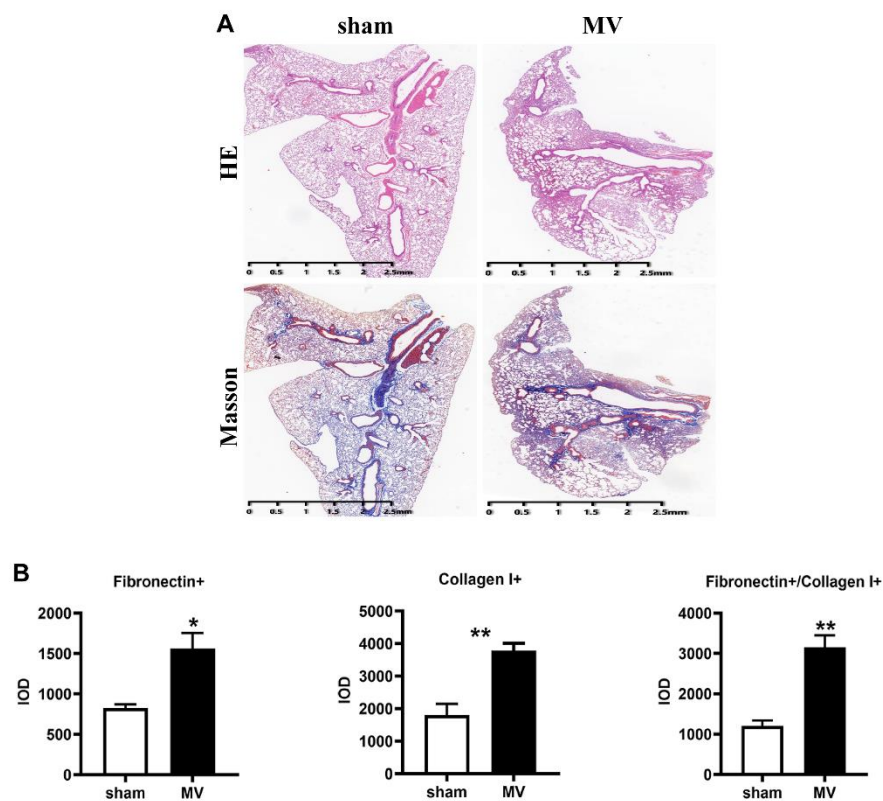 A
sham
MV
HE
0 0.5 1 1.5 2 2.5mm
0 0.5 1 1.5 2 2.5mm
Masson
0 0.5 1 1.5 2 2.5mm
0 0.5 1 1.5 2 2.5mm
B
Fibronectin+
2000
1500
1000
500
0
IOD
*
sham MV
Collagen I+
5000
4000
3000
2000
1000
0
IOD
**
sham MV
Fibronectin+/Collagen I+
4000
3000
2000
1000
0
IOD
**
sham MV